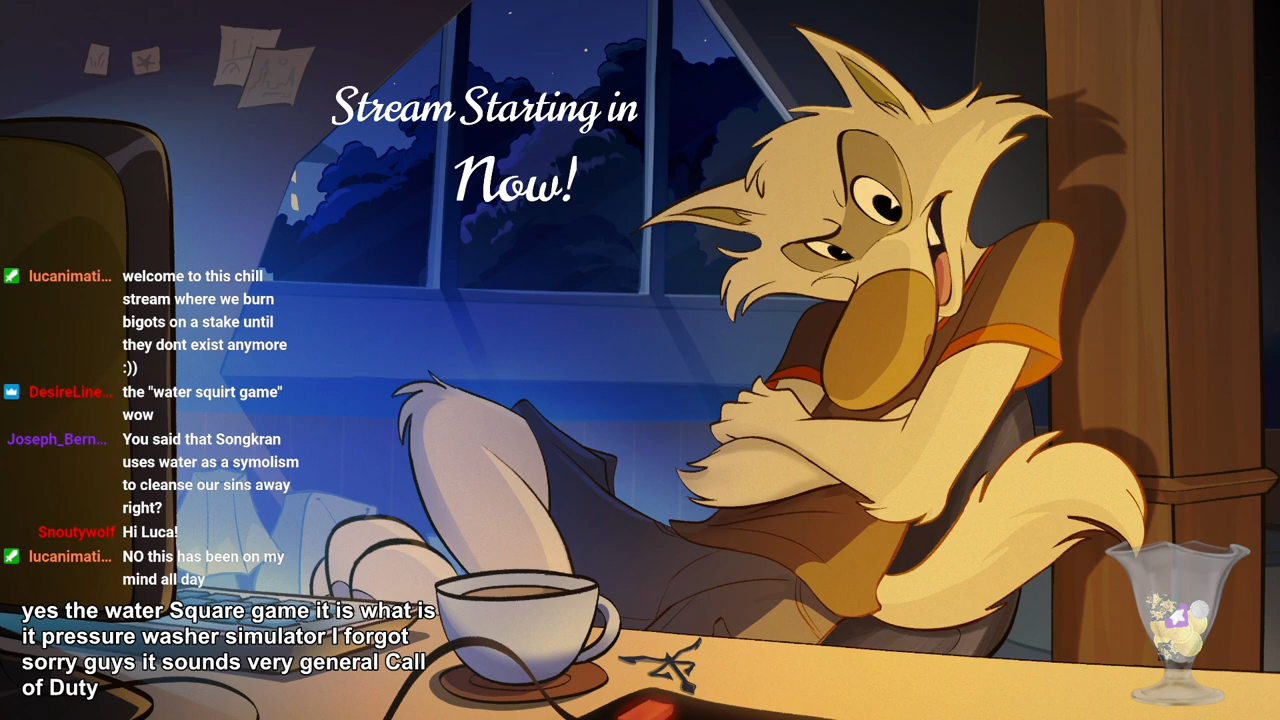 Stream Starting in
Now!
lucanimati... welcome to this chill
stream where we burn
bigots on a stake until
they dont exist anymore
:))
DesireLine... the "water squirt game"
wow
Joseph_Bern... You said that Songkran
uses water as a symolism
to cleanse our sins away
right?
Snoutywolf Hi Luca!
lucanimati... NO this has been on my
mind all day
yes the water Square game it is what is
it pressure washer simulator I forgot
sorry guys it sounds very general Call
of Duty